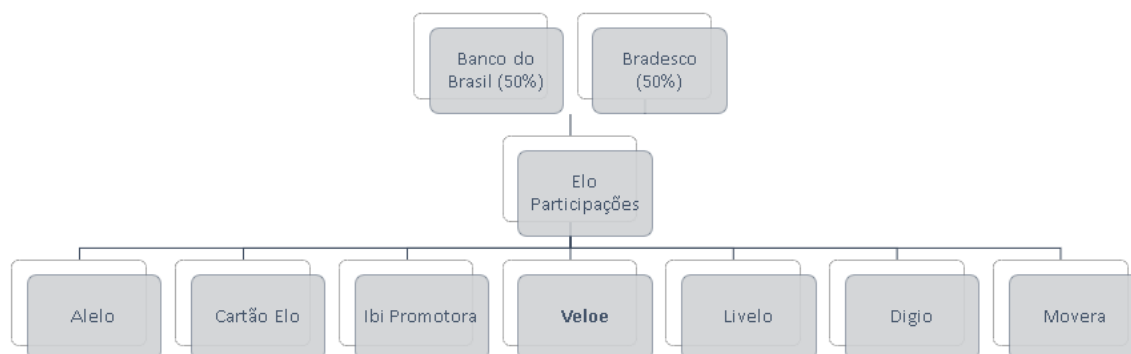 Banco do
Brasil (50%)
Bradesco
(50%)
Elo
Participações
Alelo
Cartão Elo
Ibi Promotora
Veloe
Livelo
Digio
Movera